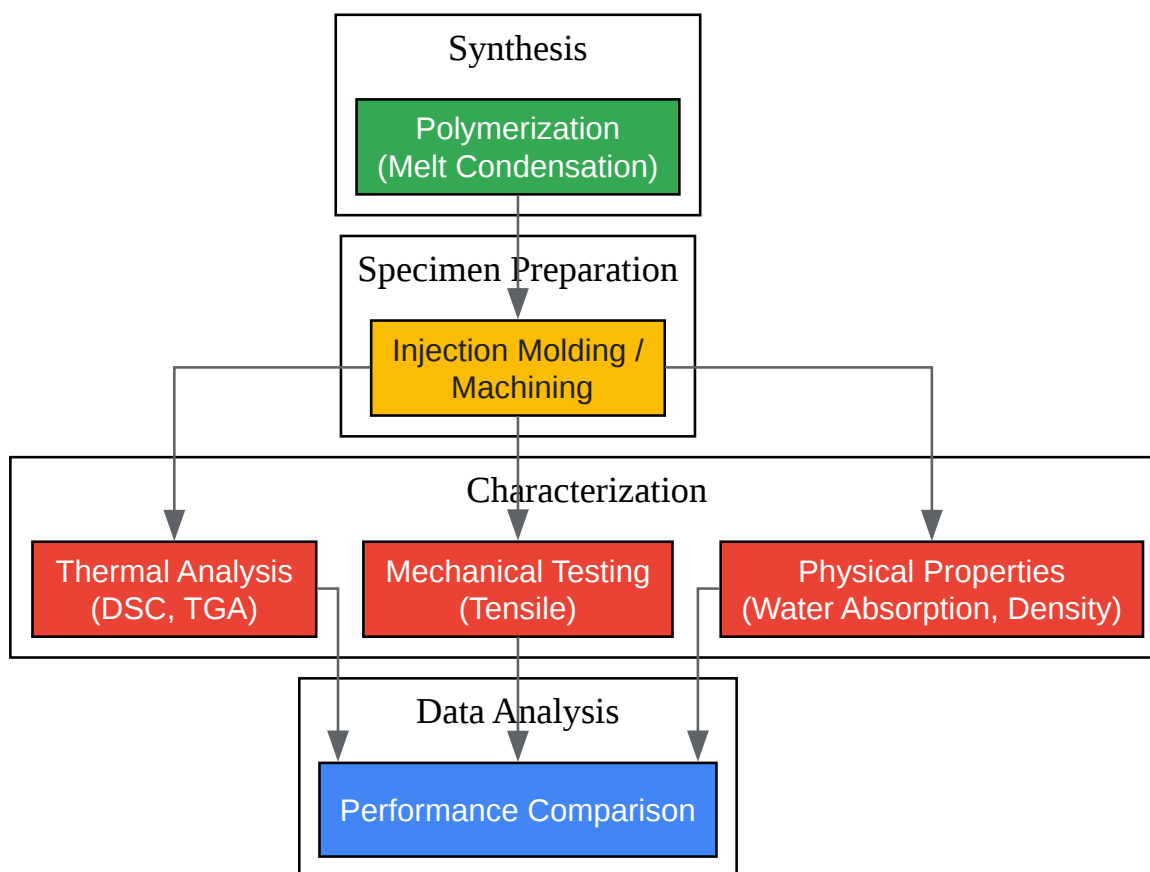 Synthesis
Polymerization
(Melt Condensation)
Specimen Preparation
Injection Molding /
Machining
Characterization
Thermal Analysis
(DSC, TGA)
Mechanical Testing
(Tensile)
Physical Properties
(Water Absorption, Density)
Data Analysis
Performance Comparison